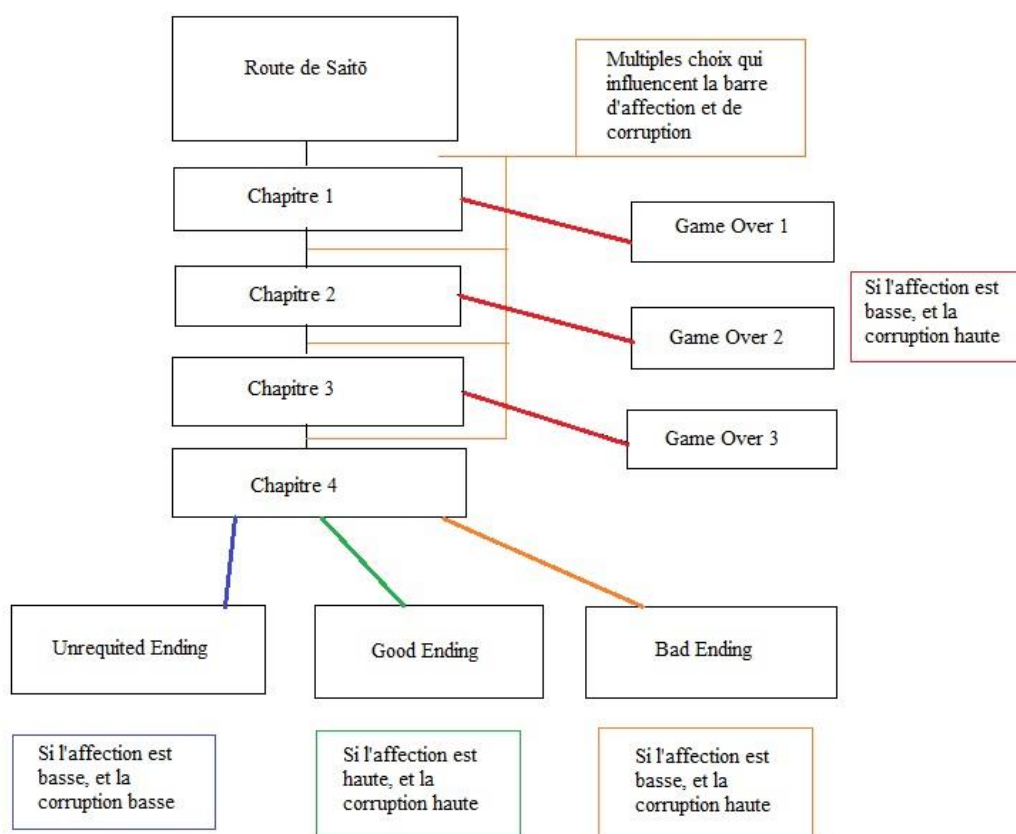 Route de Saitō
Multiples choix qui
influencent la barre
d'affection et de
corruption
Chapitre 1
Game Over 1
Chapitre 2
Si l'affection est
basse, et la
corruption haute
Game Over 2
Chapitre 3
Game Over 3
Chapitre 4
Unrequited Ending
Good Ending
Bad Ending
Si l'affection est
basse, et la
corruption basse
Si l'affection est
haute, et la
corruption haute
Si l'affection est
basse, et la
corruption haute